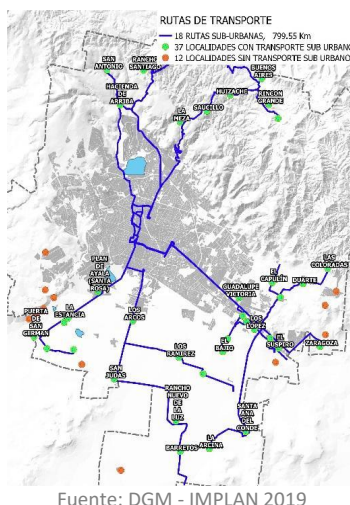 RUTAS DE TRANSPORTE
18 RUTAS SUB-URBANAS, 799.55 Km
37 LOCALIDADES CON TRANSPORTE SUB URBANO
12 LOCALIDADES SIN TRANSPORTE SUB URBANO
SAN
ANTONIO
RANCHO
SANTIAGO
BUENOS
AIRES
HACIENDA
DE
ARRIBA
HUIZACHE
RINCON
GRANDE
SAUCILLO
LA
MEZA
LAS
COLORADAS
PLAN
DE
AYALA
(SANTA
ROSA)
EL
CAPULIN
DUARTE
GUADALUPE
VICTORIA
PUERTA
DE
SAN
GERMAN
LA
ESTANCIA
LOS
ARCOS
LOS
LOPEZ
EL
BAJIO
EL
SUSPIRO
ZARAGOZA
LOS
RAMIREZ
SAN
JUDAS
RANCHO
NUEVO
DE
LA
LUZ
SANTA
ANA
DEL
CONDE
LA
ARCINA
BARRETOS
Fuente: DGM - IMPLAN 2019